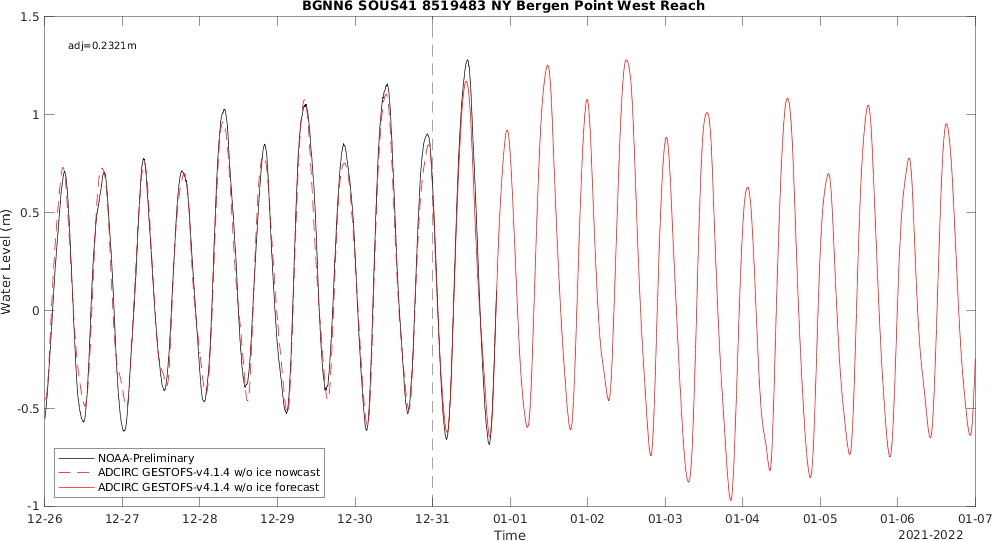 BGNN6 SOUS41 8519483 NY Bergen Point West Reach
adj=0.2321m
1.5
1
0.5
0
-0.5
-1
Water Level (m)
NOAA-Preliminary
ADCIRC GESTOFS-v4.1.4 w/o ice nowcast
ADCIRC GESTOFS-v4.1.4 w/o ice forecast
12-26 12-27 12-28 12-29 12-30 12-31 01-01 01-02 01-03 01-04 01-05 01-06 01-07
Time
2021-2022